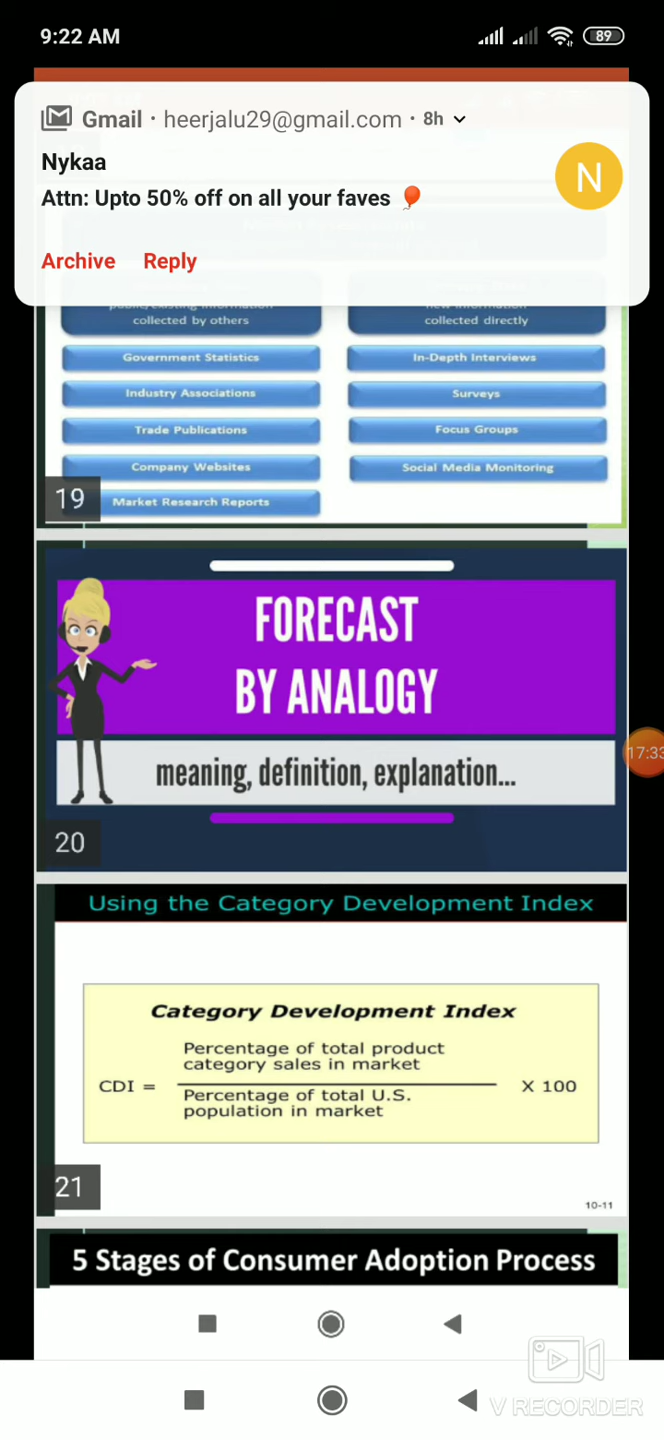 9:22 AM
89
Gmail · heerjalu29@gmail.com · 8h
Nykaa
N
Attn: Upto 50% off on all your faves 🎈
Archive Reply
collected by others
collected directly
Government Statistics
In-Depth Interviews
Industry Associations
Surveys
Trade Publications
Focus Groups
Company Websites
Social Media Monitoring
Market Research Reports
19
FORECAST
BY ANALOGY
17:33
meaning, definition, explanation...
20
Using the Category Development Index
Category Development Index
Percentage of total product
category sales in market
CDI =
X 100
Percentage of total U.S.
population in market
21
10-11
5 Stages of Consumer Adoption Process
V RECORDER